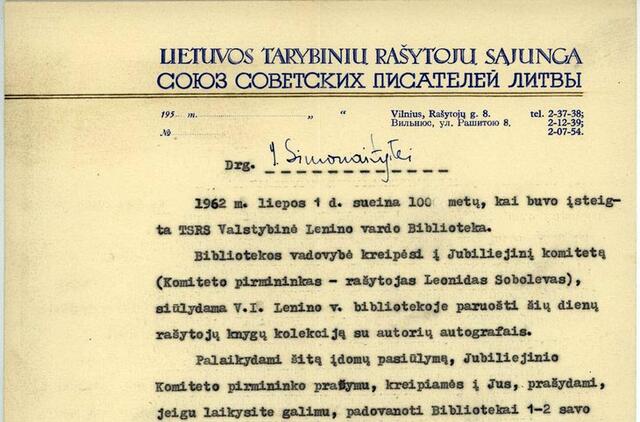 LIETUVOS TARYBINIŲ RAŠYTOJŲ SĄJUNGA
СОЮЗ СОВЕТСКИХ ПИСАТЕЛЕЙ ЛИТВЫ
195 m. „ “ Vilnius, Rašytojų g. 8. tel. 2-37-38;
№ Вильнюс, ул. Рашитою 8. 2-12-39;
2-07-54.
Drg. I. Simonaitytei
1962 m. liepos 1 d. sueina 100 metų, kai buvo įsteig-
ta TSRS Valstybinė Lenino vardo Biblioteka.
Bibliotekos vadovybė kreipėsi į Jubiliejinį komitetą
(Komiteto pirmininkas - rašytojas Leonidas Sobolevas),
siūlydama V.I. Lenino v. bibliotekoje paruošti šių dienų
rašytojų knygų kolekciją su autorių autografais.
Palaikydami šitą įdomų pasiūlymą, Jubiliejinio
Komiteto pirmininko prašymu, kreipiamės į Jus, prašydami,
jeigu laikysite galimu, padovanoti Bibliotekai 1-2 savo